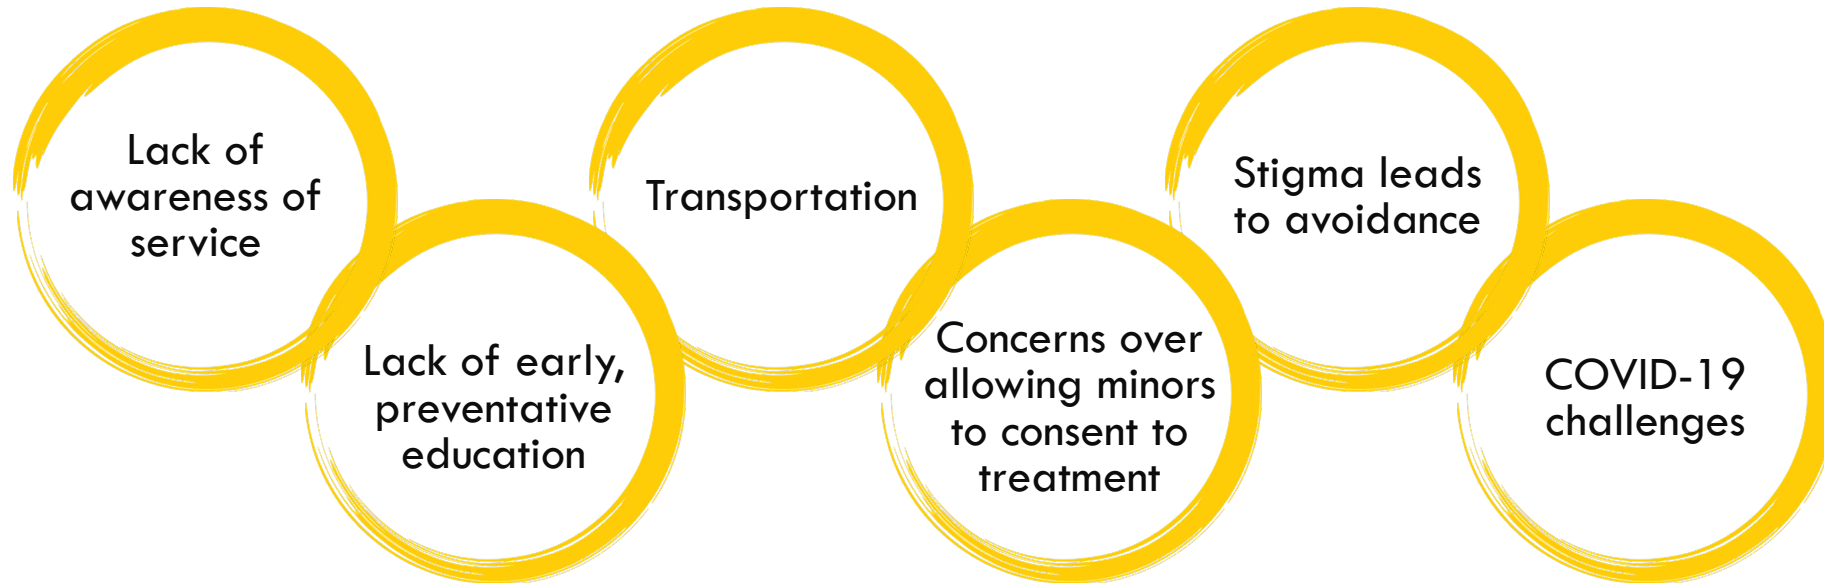 Lack of
awareness of
service
Lack of early,
preventative
education
Transportation
Concerns over
allowing minors
to consent to
treatment
Stigma leads
to avoidance
COVID-19
challenges